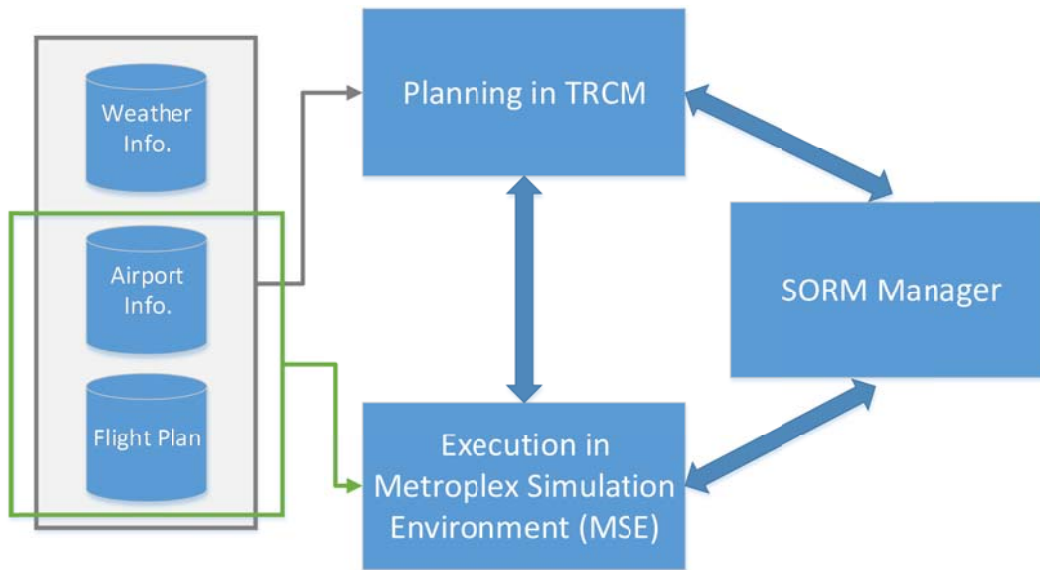 Weather
Info.
Airport
Info.
Flight Plan
Planning in TRCM
SORM Manager
Execution in
Metroplex Simulation
Environment (MSE)